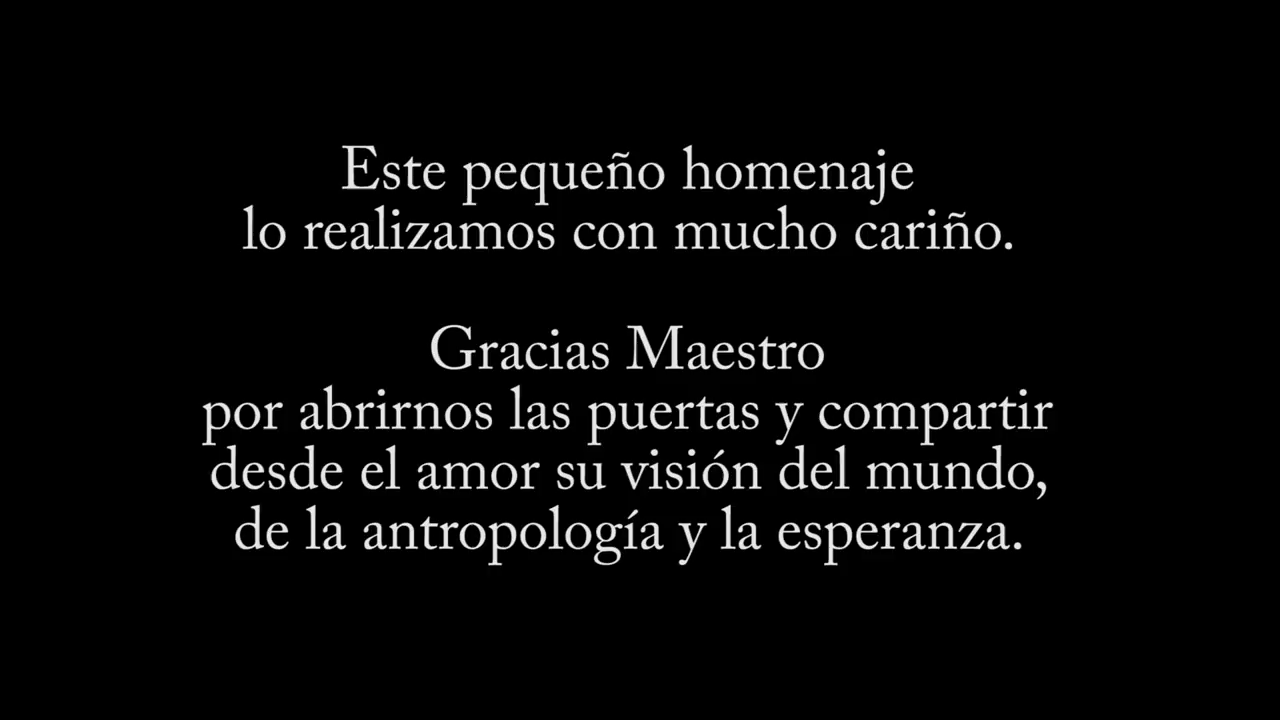 Este pequeño homenaje
lo realizamos con mucho cariño.
Gracias Maestro
por abrirnos las puertas y compartir
desde el amor su visión del mundo,
de la antropología y la esperanza.